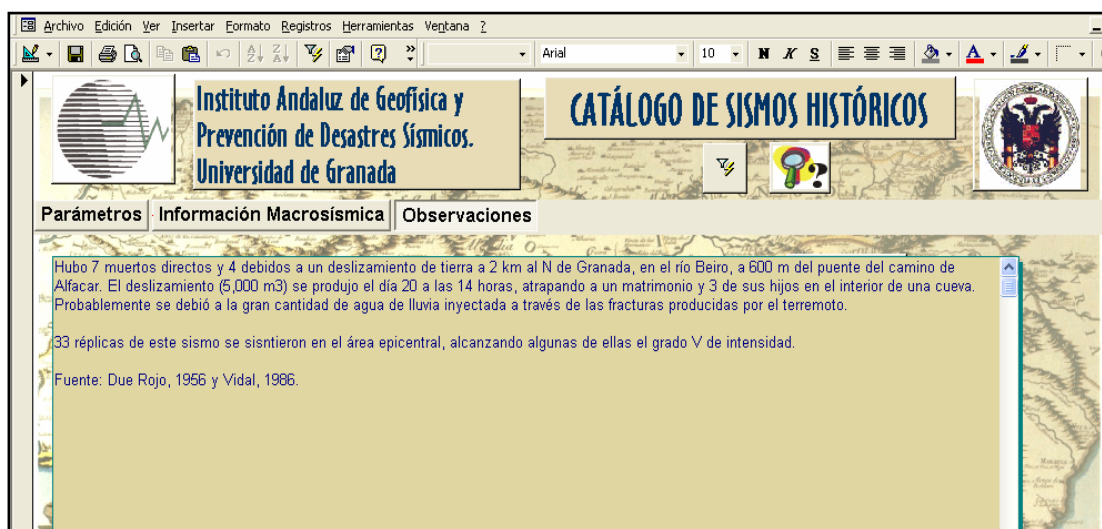 Archivo Edición Ver Insertar Formato Registros Herramientas Ventana ?
Arial 10 N K S
Instituto Andaluz de Geofísica y
Prevención de Desastres Sísmicos.
Universidad de Granada
CATÁLOGO DE SISMOS HISTÓRICOS
Parámetros Información Macrosísmica Observaciones
Hubo 7 muertos directos y 4 debidos a un deslizamiento de tierra a 2 km al N de Granada, en el río Beiro, a 600 m del puente del camino de
Alfacar. El deslizamiento (5,000 m3) se produjo el día 20 a las 14 horas, atrapando a un matrimonio y 3 de sus hijos en el interior de una cueva.
Probablemente se debió a la gran cantidad de agua de lluvia inyectada a través de las fracturas producidas por el terremoto.
33 réplicas de este sismo se sisntieron en el área epicentral, alcanzando algunas de ellas el grado V de intensidad.
Fuente: Due Rojo, 1956 y Vidal, 1986.